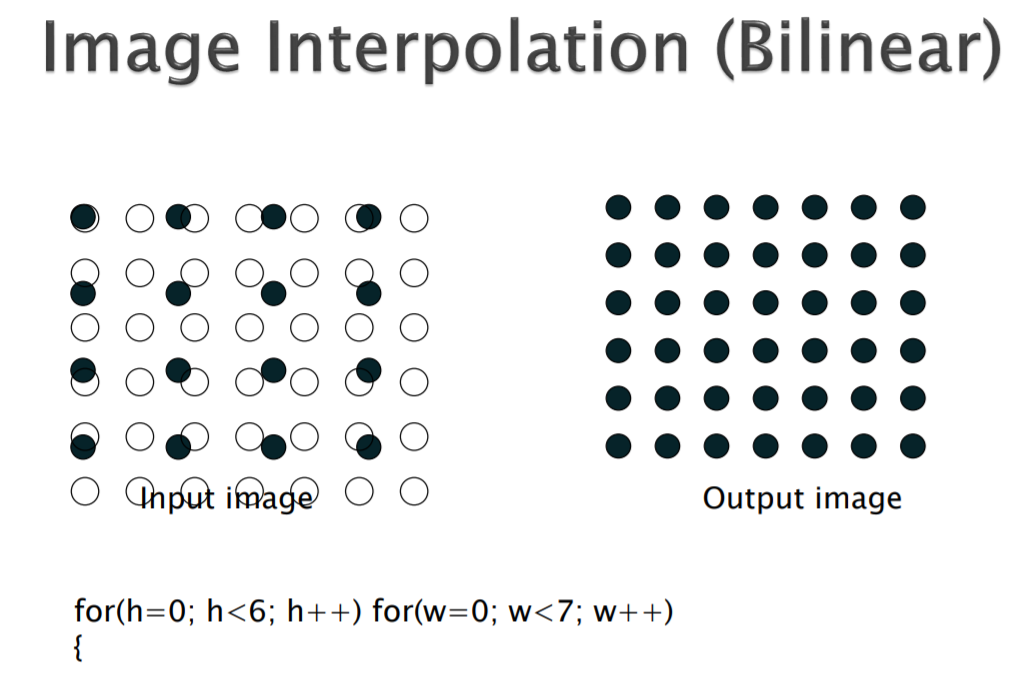 Image Interpolation (Bilinear)
Input image
Output image
for(h=0; h<6; h++) for(w=0; w<7; w++)
{